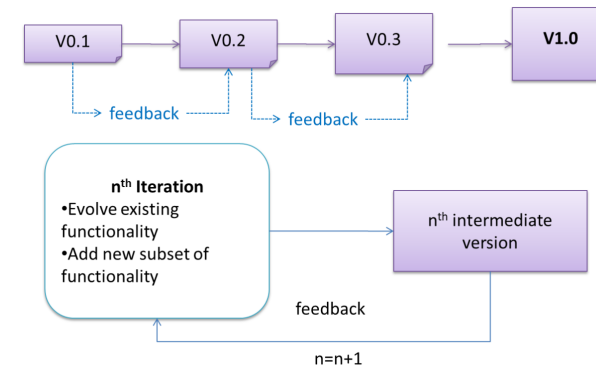 V0.1
V0.2
V0.3
V1.0
feedback
feedback
nth Iteration
•Evolve existing
functionality
•Add new subset of
functionality
nth intermediate
version
feedback
n=n+1